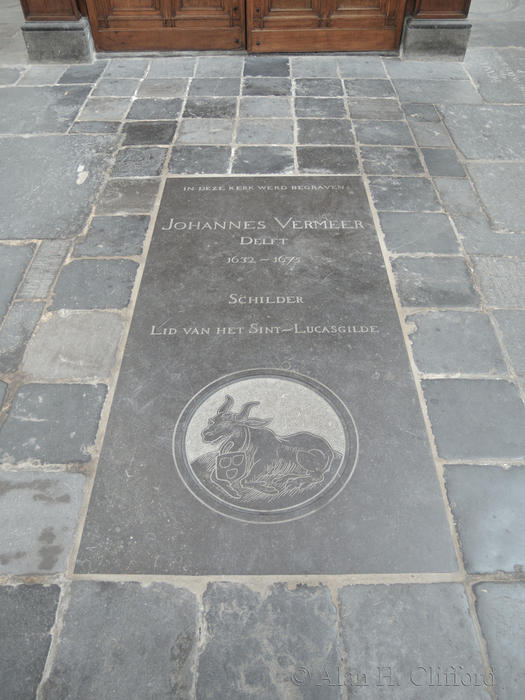 IN DEZE KERK WERD BEGRAVEN
JOHANNES VERMEER
DELFT
1632 ~ 1675
SCHILDER
LID VAN HET SINT-LUCASGILDE
© Alan H. Clifford